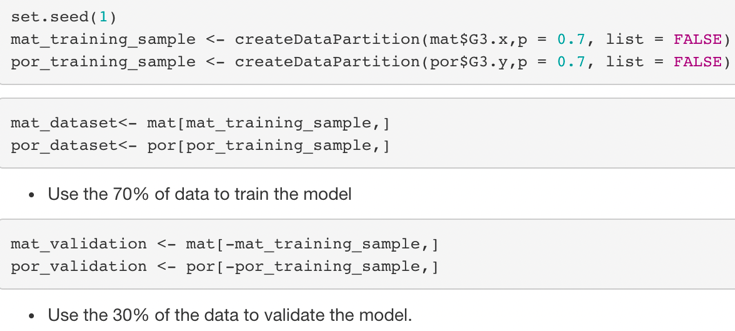 set.seed(1)
mat_training_sample <- createDataPartition(mat$G3.x,p = 0.7, list = FALSE)
por_training_sample <- createDataPartition(por$G3.y,p = 0.7, list = FALSE)
mat_dataset<- mat[mat_training_sample,]
por_dataset<- por[por_training_sample,]
• Use the 70% of data to train the model
mat_validation <- mat[-mat_training_sample,]
por_validation <- por[-por_training_sample,]
• Use the 30% of the data to validate the model.